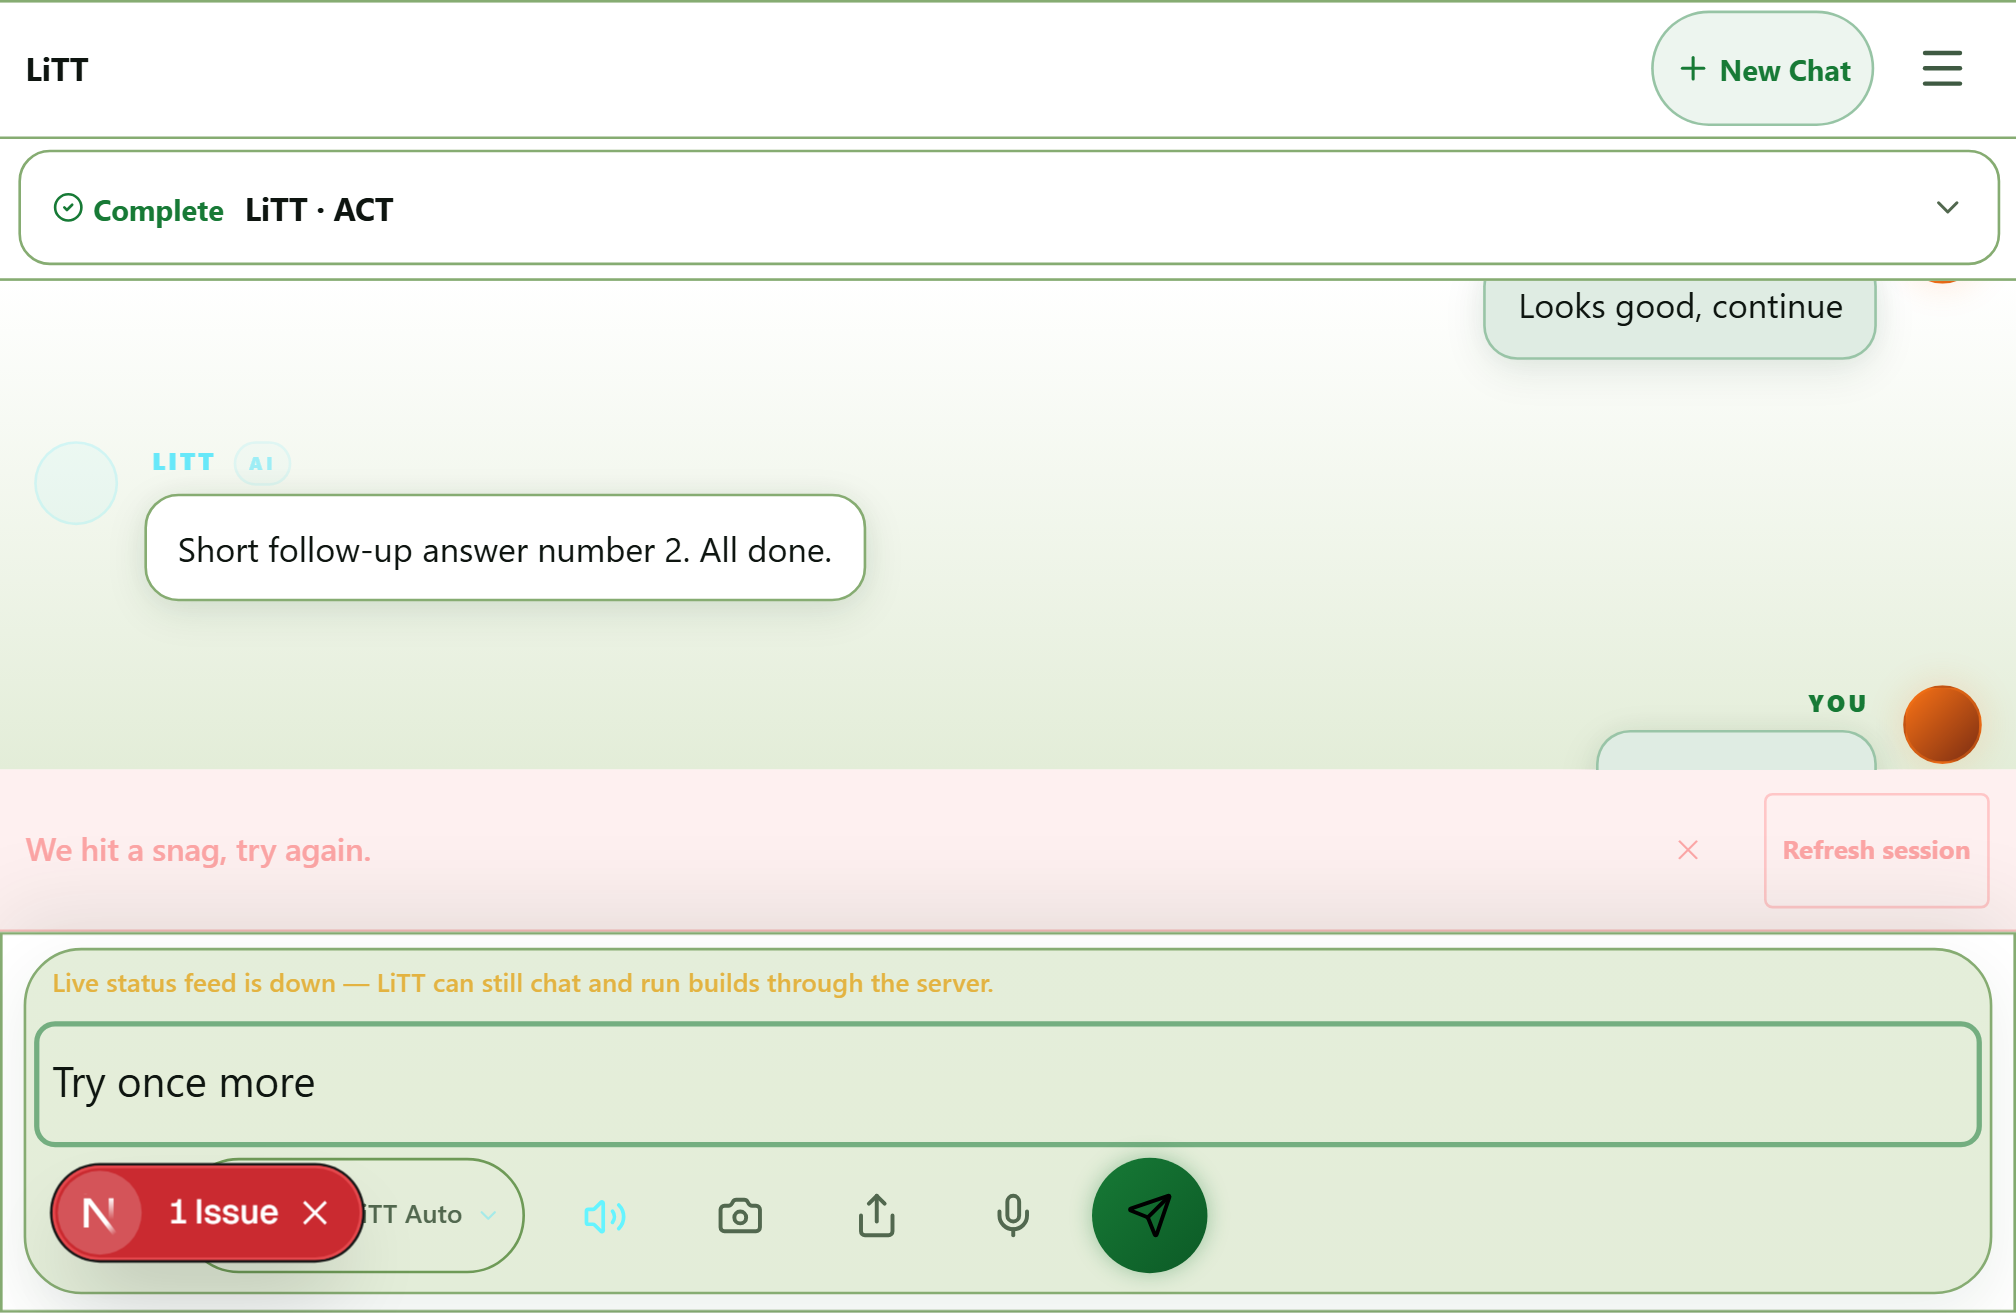 LiTT
+ New Chat
Complete LiTT · ACT
Looks good, continue
LITT AI
Short follow-up answer number 2. All done.
YOU
We hit a snag, try again.
Refresh session
Live status feed is down — LiTT can still chat and run builds through the server.
Try once more
N 1 Issue
iTT Auto